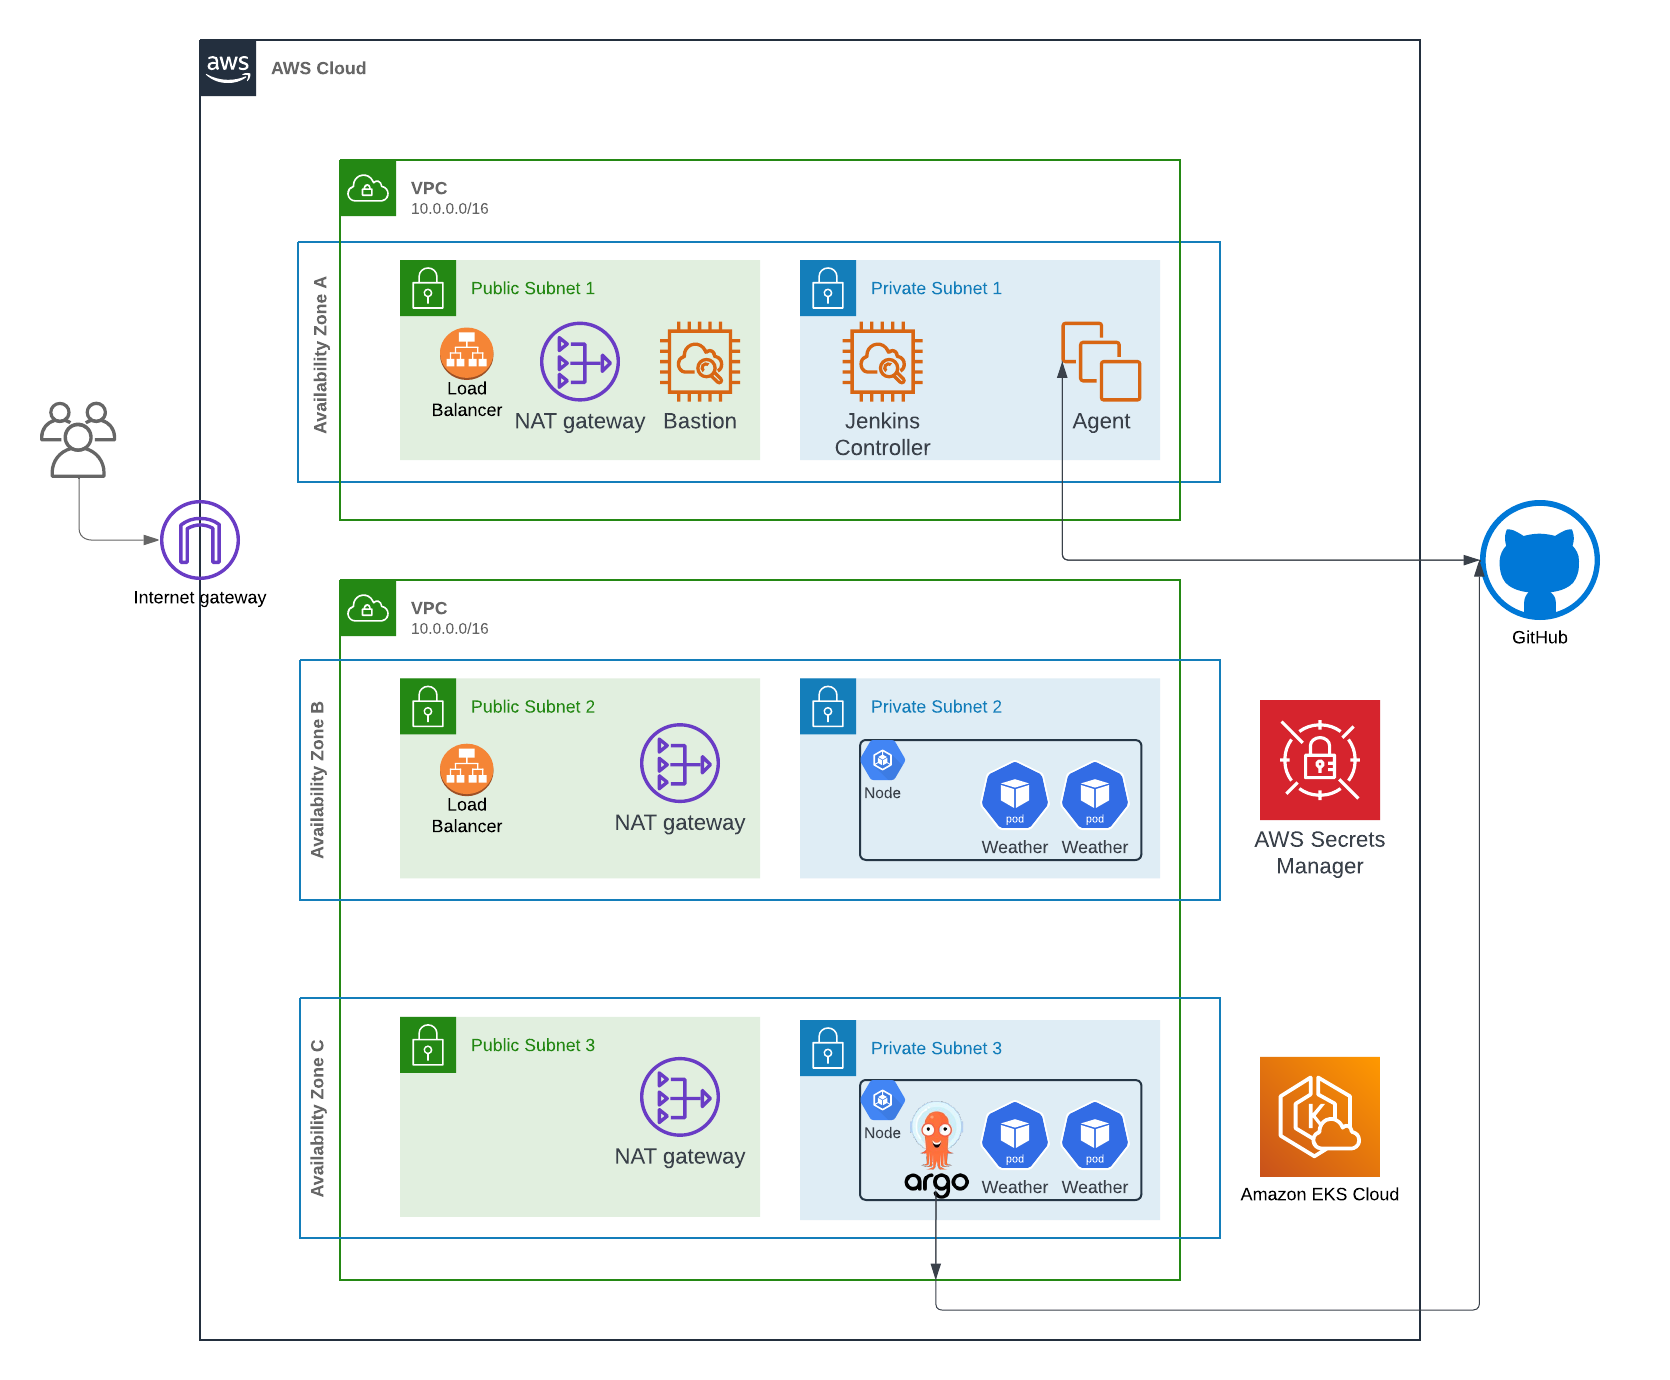 aws
AWS Cloud
VPC
10.0.0.0/16
Availability Zone A
Public Subnet 1
Load
Balancer
NAT gateway
Bastion
Private Subnet 1
Jenkins
Controller
Agent
Internet gateway
GitHub
VPC
10.0.0.0/16
Availability Zone B
Public Subnet 2
Load
Balancer
NAT gateway
Private Subnet 2
Node
pod
Weather
pod
Weather
AWS Secrets
Manager
Availability Zone C
Public Subnet 3
NAT gateway
Private Subnet 3
Node
argo
pod
Weather
pod
Weather
K
Amazon EKS Cloud